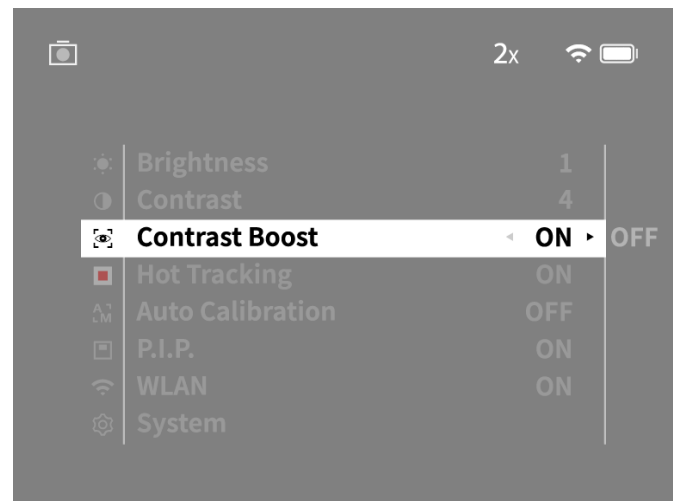 2x
Brightness 1
Contrast 4
Contrast Boost ON OFF
Hot Tracking ON
Auto Calibration OFF
P.I.P. ON
WLAN ON
System